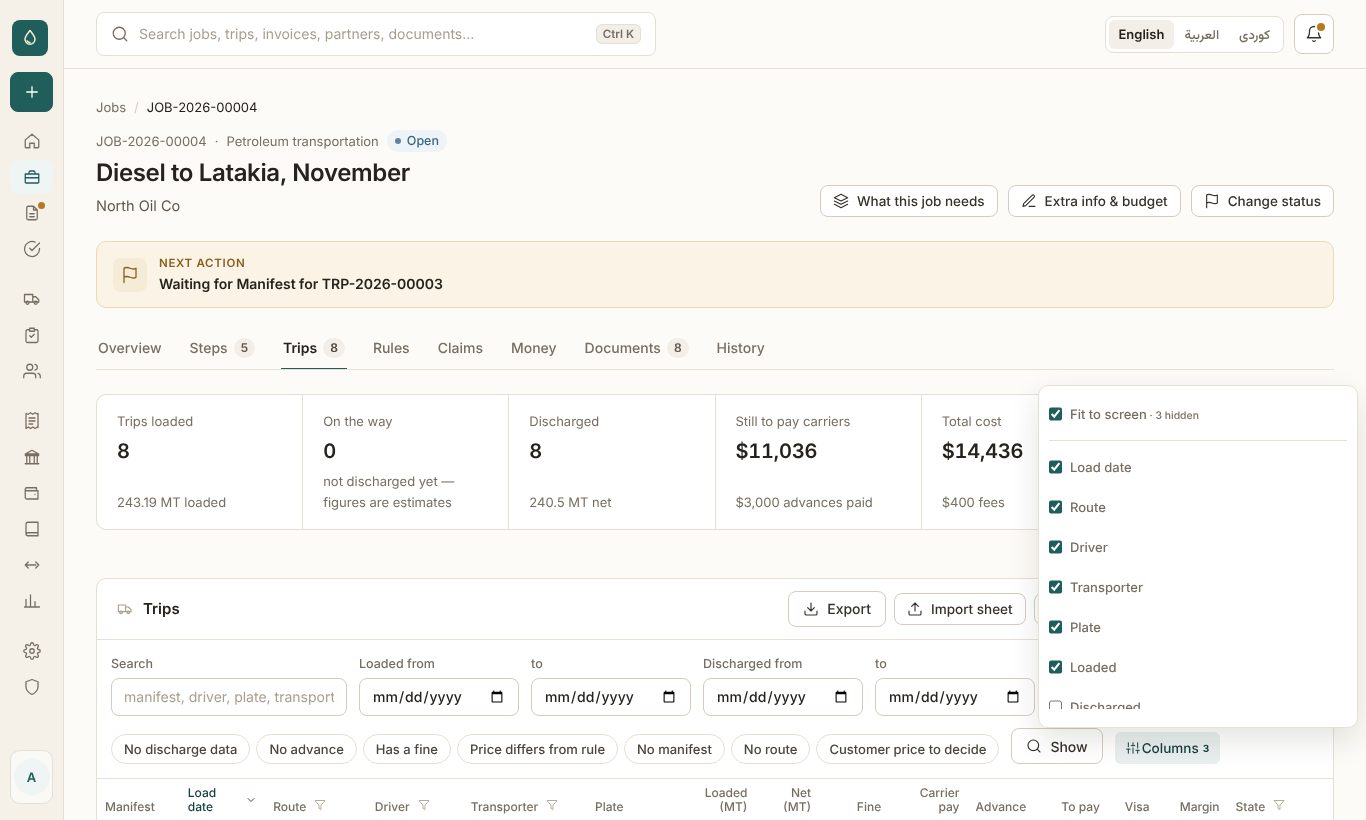 Search jobs, trips, invoices, partners, documents...
Ctrl K
English
العربية
کوردی
Jobs / JOB-2026-00004
JOB-2026-00004 · Petroleum transportation
Open
Diesel to Latakia, November
North Oil Co
What this job needs
Extra info & budget
Change status
NEXT ACTION
Waiting for Manifest for TRP-2026-00003
Overview
Steps 5
Trips 8
Rules
Claims
Money
Documents 8
History
Trips loaded
8
243.19 MT loaded
On the way
0
not discharged yet —
figures are estimates
Discharged
8
240.5 MT net
Still to pay carriers
$11,036
$3,000 advances paid
Total cost
$14,436
$400 fees
Fit to screen · 3 hidden
Load date
Route
Driver
Transporter
Plate
Loaded
Discharged
Trips
Export
Import sheet
Search
manifest, driver, plate, transport
Loaded from
mm/dd/yyyy
to
mm/dd/yyyy
Discharged from
mm/dd/yyyy
to
mm/dd/yyyy
No discharge data
No advance
Has a fine
Price differs from rule
No manifest
No route
Customer price to decide
Show
Columns 3
Manifest
Load
date
Route
Driver
Transporter
Plate
Loaded
(MT)
Net
(MT)
Fine
Carrier
pay
Advance
To pay
Visa
Margin
State
A